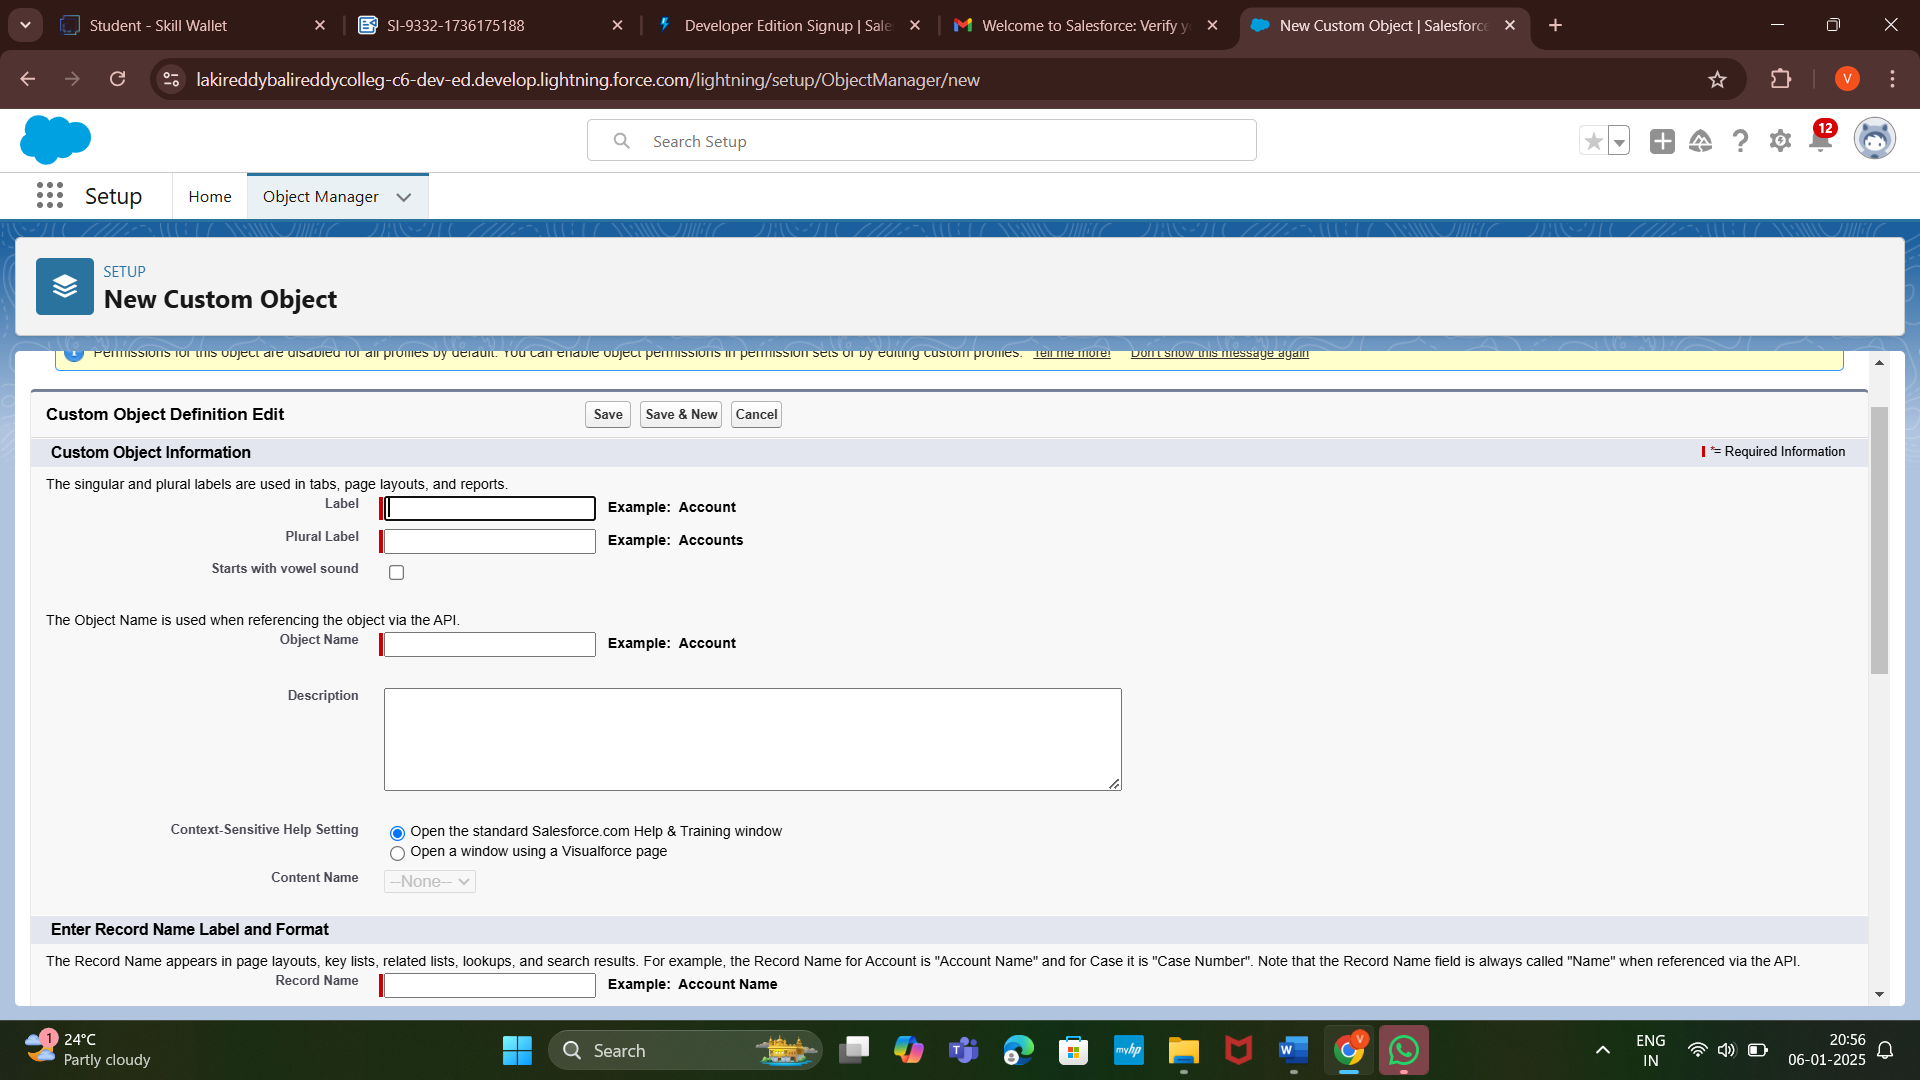 Student - Skill Wallet
SI-9332-1736175188
Developer Edition Signup | Sale
Welcome to Salesforce: Verify y
New Custom Object | Salesforce
lakireddybalireddycolleg-c6-dev-ed.develop.lightning.force.com/lightning/setup/ObjectManager/new
V
Search Setup
12
Setup
Home
Object Manager
SETUP
New Custom Object
Permissions for this object are disabled for all profiles by default. You can enable object permissions in permission sets or by editing custom profiles. Tell me more! Don't show this message again
Custom Object Definition Edit
Save
Save & New
Cancel
Custom Object Information
*= Required Information
The singular and plural labels are used in tabs, page layouts, and reports.
Label
Example: Account
Plural Label
Example: Accounts
Starts with vowel sound
The Object Name is used when referencing the object via the API.
Object Name
Example: Account
Description
Context-Sensitive Help Setting
Open the standard Salesforce.com Help & Training window
Open a window using a Visualforce page
Content Name
--None--
Enter Record Name Label and Format
The Record Name appears in page layouts, key lists, related lists, lookups, and search results. For example, the Record Name for Account is "Account Name" and for Case it is "Case Number". Note that the Record Name field is always called "Name" when referenced via the API.
Record Name
Example: Account Name
1
24°C
Partly cloudy
Search
myhp
W
V
ENG
IN
20:56
06-01-2025